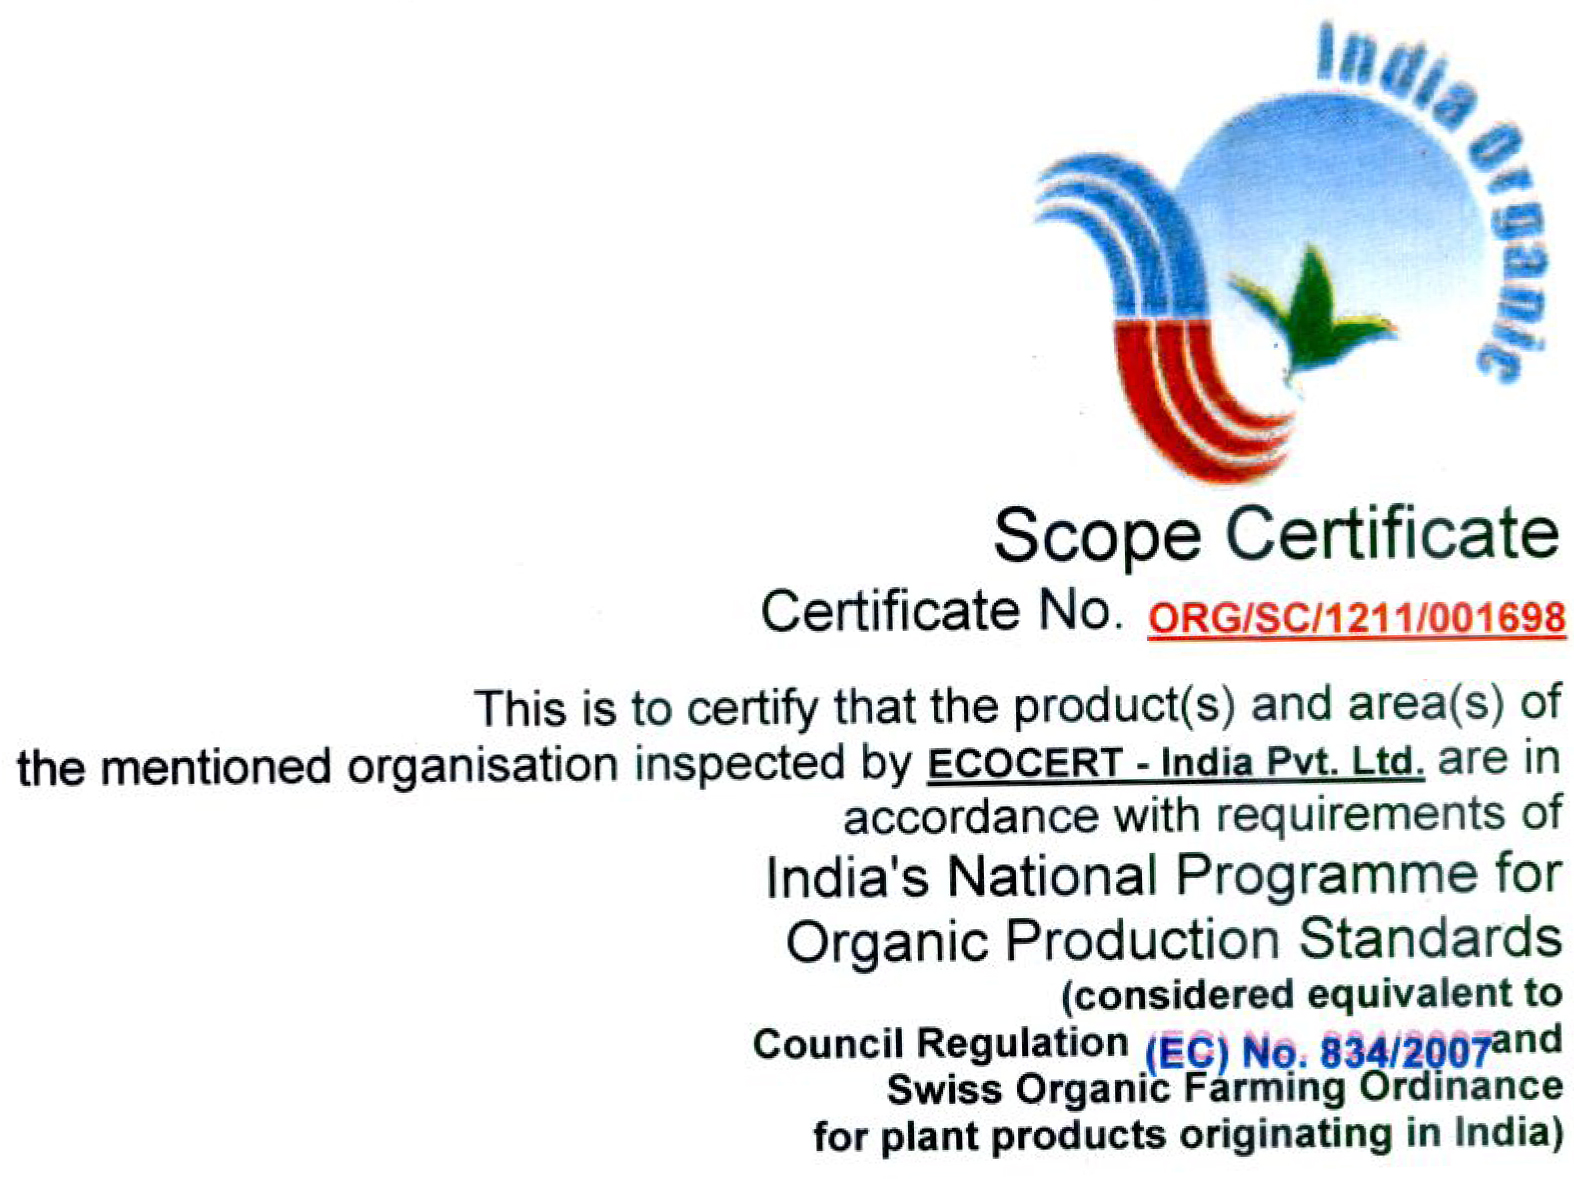 India Organic
Scope Certificate
Certificate No. ORG/SC/1211/001698
This is to certify that the product(s) and area(s) of
the mentioned organisation inspected by ECOCERT - India Pvt. Ltd. are in
accordance with requirements of
India's National Programme for
Organic Production Standards
(considered equivalent to
Council Regulation (EC) No. 834/2007 and
Swiss Organic Farming Ordinance
for plant products originating in India)